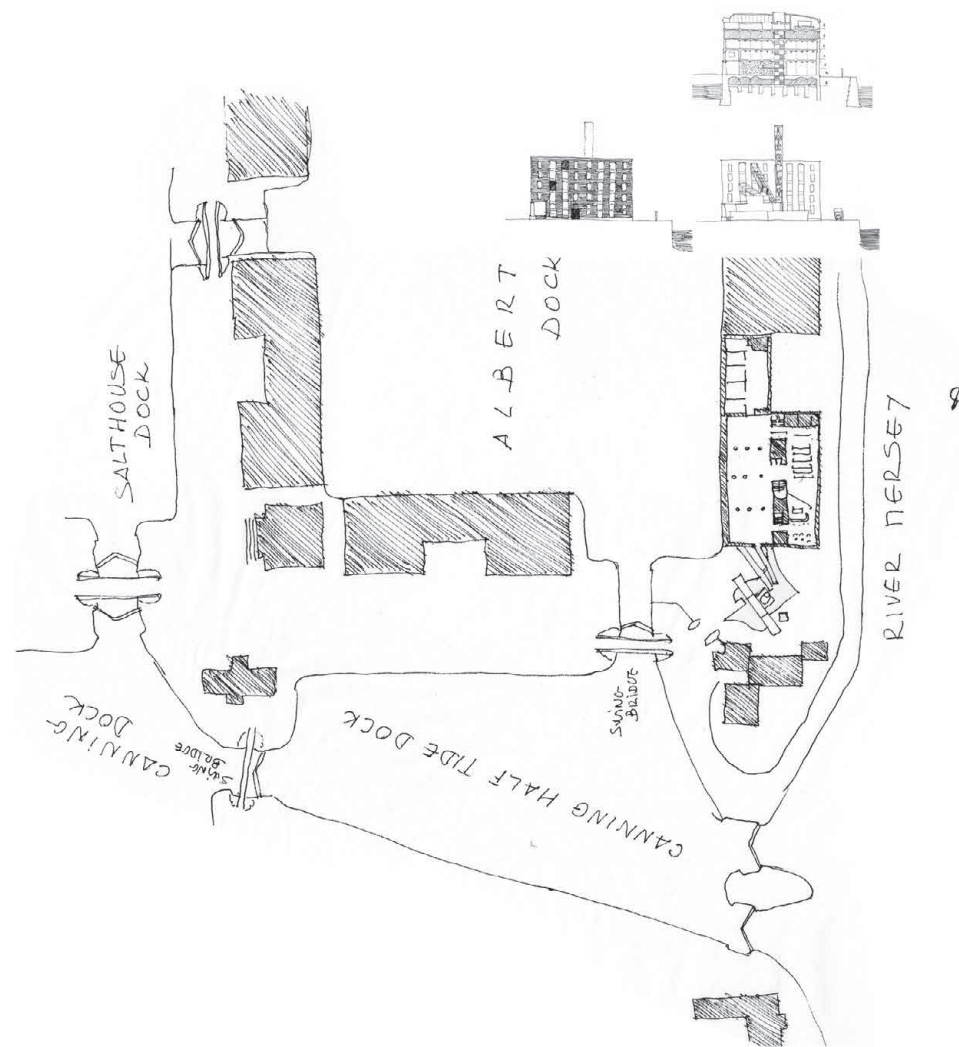 ALBERT
DOCK
SALTHOUSE
DOCK
RIVER MERSEY
SWING-
BRIDGE
CANNING-
DOCK
SWING-
BRIDGE
CANNING HALF TIDE DOCK